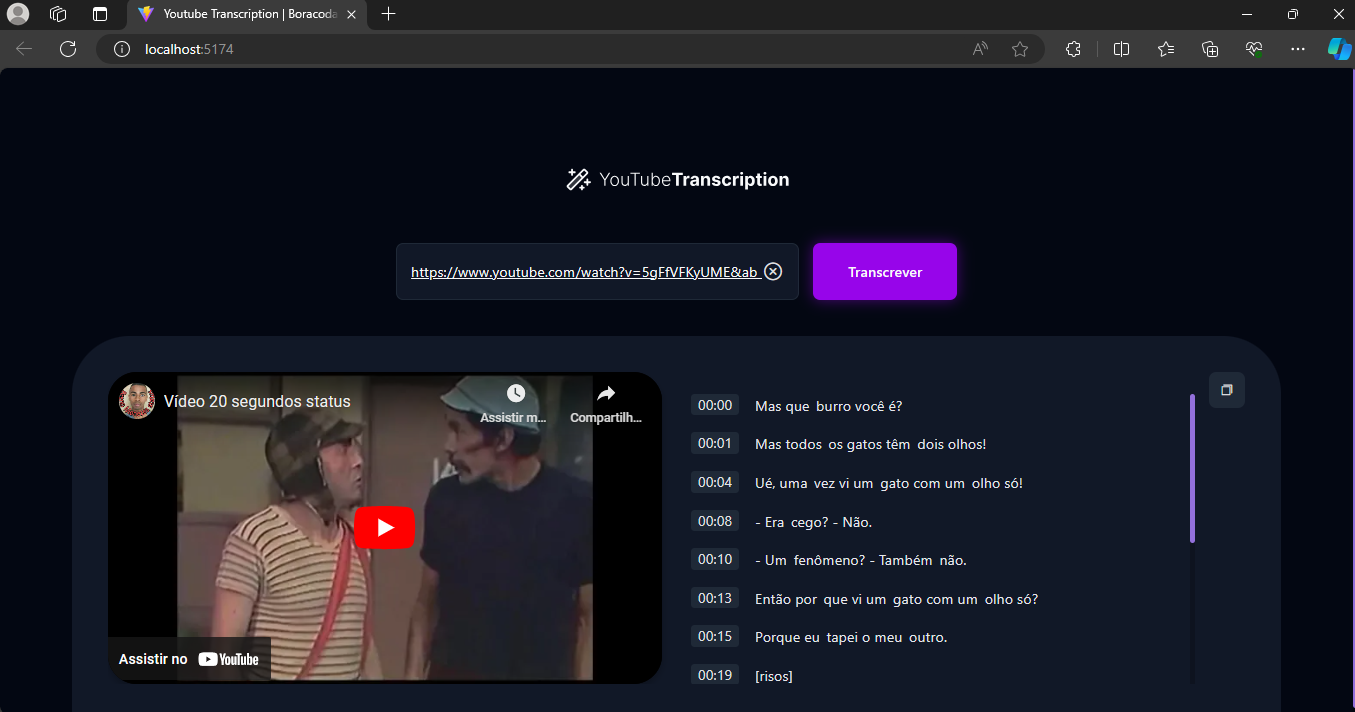 Youtube Transcription | Boracoda
localhost:5174
YouTubeTranscription
https://www.youtube.com/watch?v=5gFfVFKyUME&ab_
Transcrever
Vídeo 20 segundos status
Assistir m...
Compartilh...
Assistir no YouTube
00:00 Mas que burro você é?
00:01 Mas todos os gatos têm dois olhos!
00:04 Ué, uma vez vi um gato com um olho só!
00:08 - Era cego? - Não.
00:10 - Um fenômeno? - Também não.
00:13 Então por que vi um gato com um olho só?
00:15 Porque eu tapei o meu outro.
00:19 [risos]